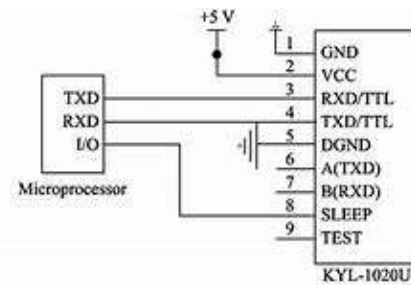 +5 V
1 GND
2 VCC
TXD 3 RXD/TTL
RXD 4 TXD/TTL
I/O 5 DGND
6 A(TXD)
Microprocessor 7 B(RXD)
8 SLEEP
9 TEST
KYL-1020U